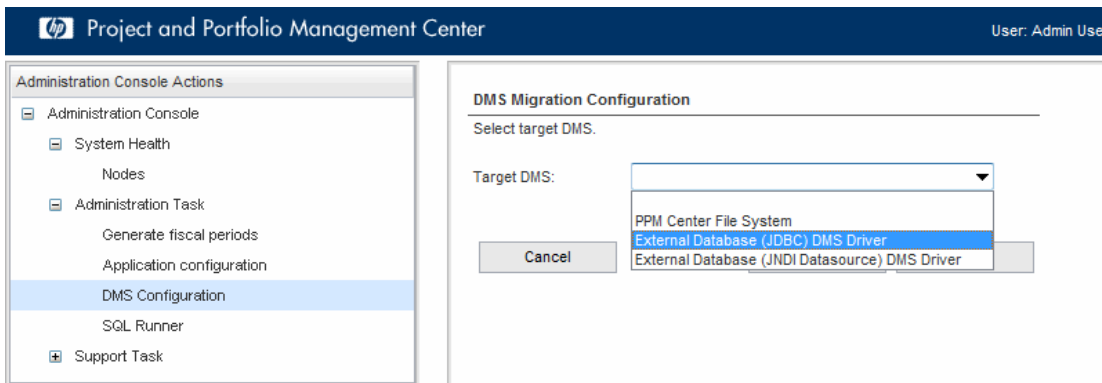 hp Project and Portfolio Management Center
User: Admin Use
Administration Console Actions
Administration Console
System Health
Nodes
Administration Task
Generate fiscal periods
Application configuration
DMS Configuration
SQL Runner
Support Task
DMS Migration Configuration
Select target DMS.
Target DMS:
PPM Center File System
External Database (JDBC) DMS Driver
External Database (JNDI Datasource) DMS Driver
Cancel